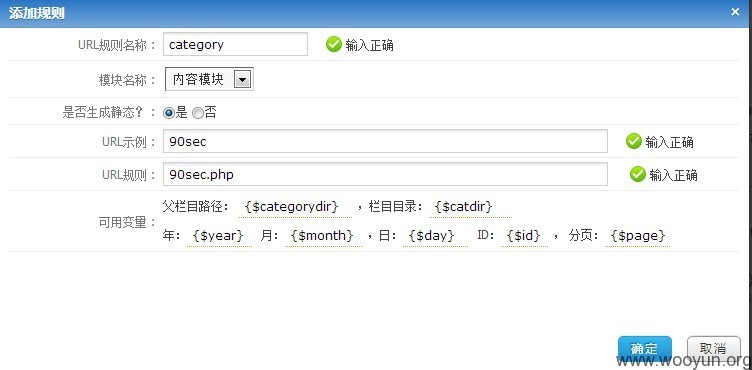 添加规则 ×
URL规则名称： category 输入正确
模块名称： 内容模块
是否生成静态？： 是 否
URL示例： 90sec 输入正确
URL规则： 90sec.php 输入正确
父栏目路径： {$categorydir} ，栏目目录： {$catdir}
可用变量：
年： {$year} 月： {$month} ，日： {$day} ID： {$id} ， 分页： {$page}
确定 取消
www.wooyun.org